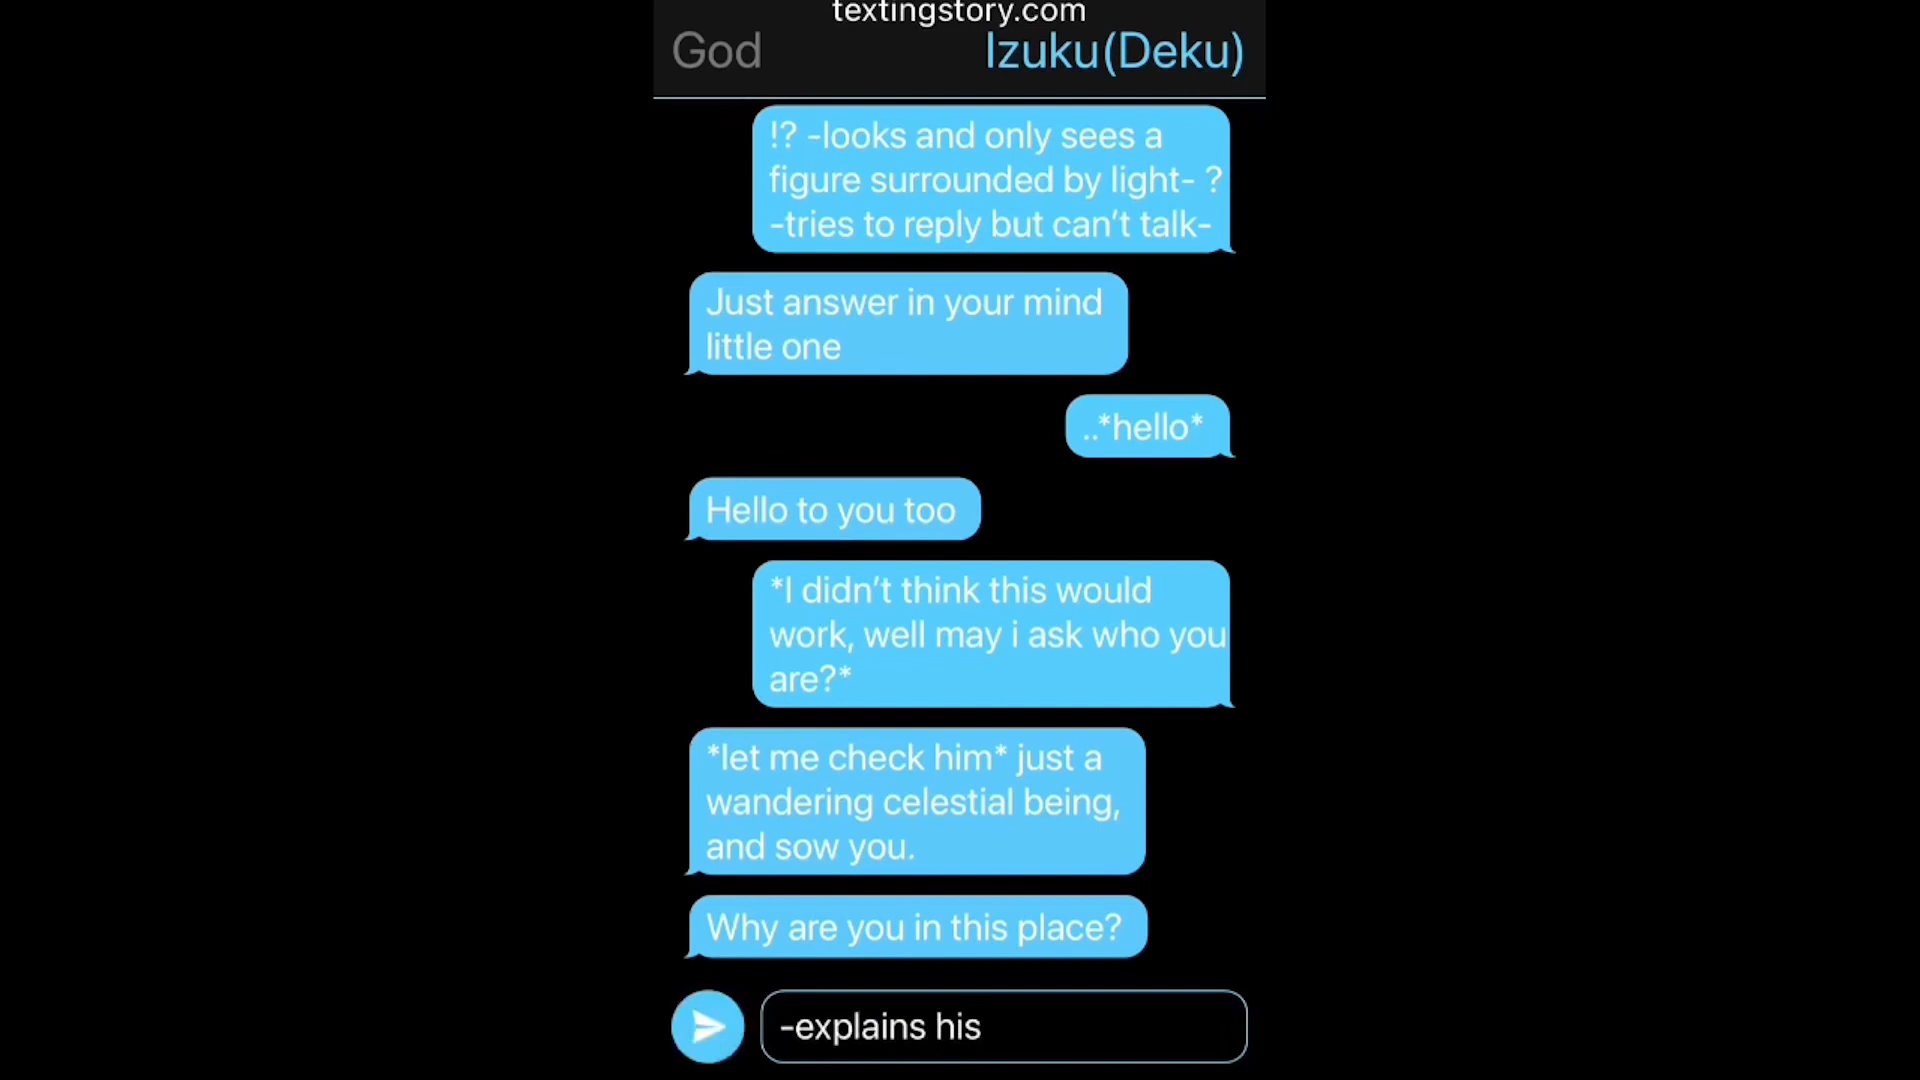 textingstory.com
God
Izuku(Deku)
!? -looks and only sees a
figure surrounded by light- ?
-tries to reply but can't talk-
Just answer in your mind
little one
..*hello*
Hello to you too
*I didn't think this would
work, well may i ask who you
are?*
*let me check him* just a
wandering celestial being,
and sow you.
Why are you in this place?
-explains his